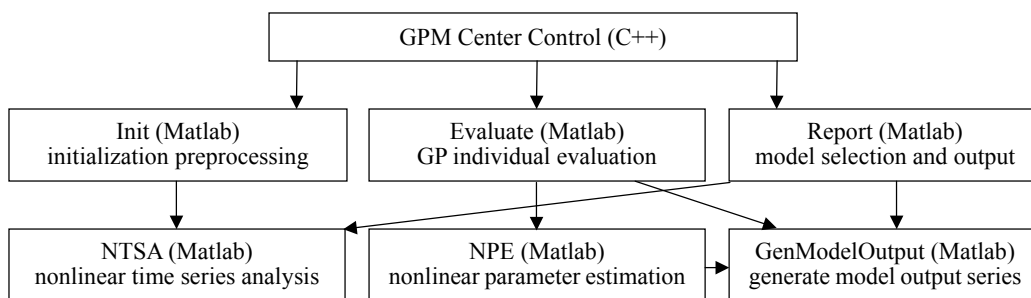 GPM Center Control (C++)
Init (Matlab)
initialization preprocessing
Evaluate (Matlab)
GP individual evaluation
Report (Matlab)
model selection and output
NTSA (Matlab)
nonlinear time series analysis
NPE (Matlab)
nonlinear parameter estimation
GenModelOutput (Matlab)
generate model output series